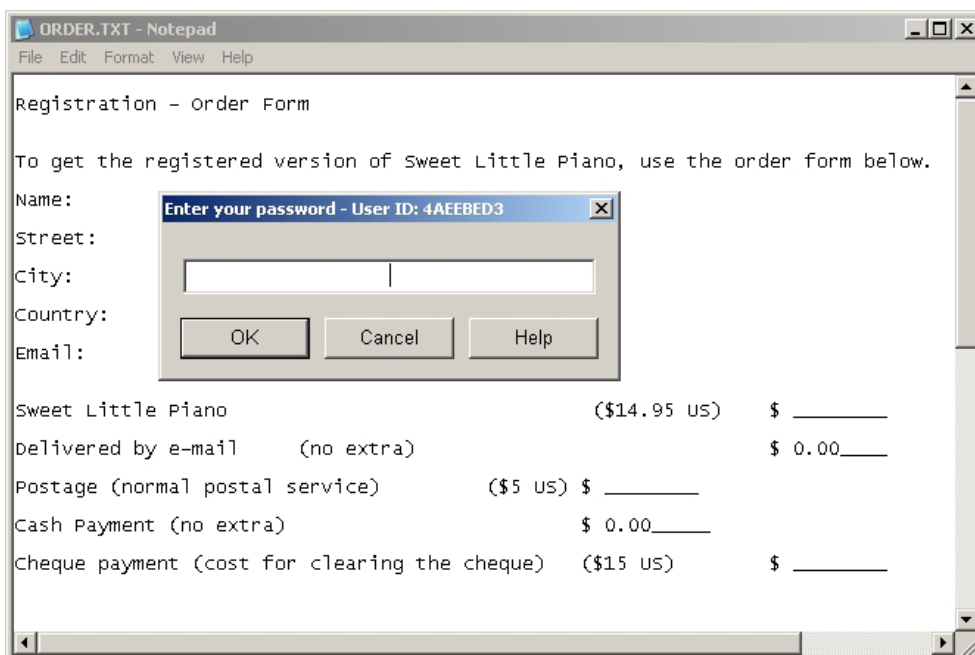 ORDER.TXT - Notepad
File Edit Format View Help
Registration - Order Form
To get the registered version of Sweet Little Piano, use the order form below.
Name:
Enter your password - User ID: 4AEEBED3
Street:
City:
Country:
OK Cancel Help
Email:
Sweet Little Piano ($14.95 US) $ ________
Delivered by e-mail (no extra) $ 0.00____
Postage (normal postal service) ($5 US) $ ________
Cash Payment (no extra) $ 0.00_____
Cheque payment (cost for clearing the cheque) ($15 US) $ ________